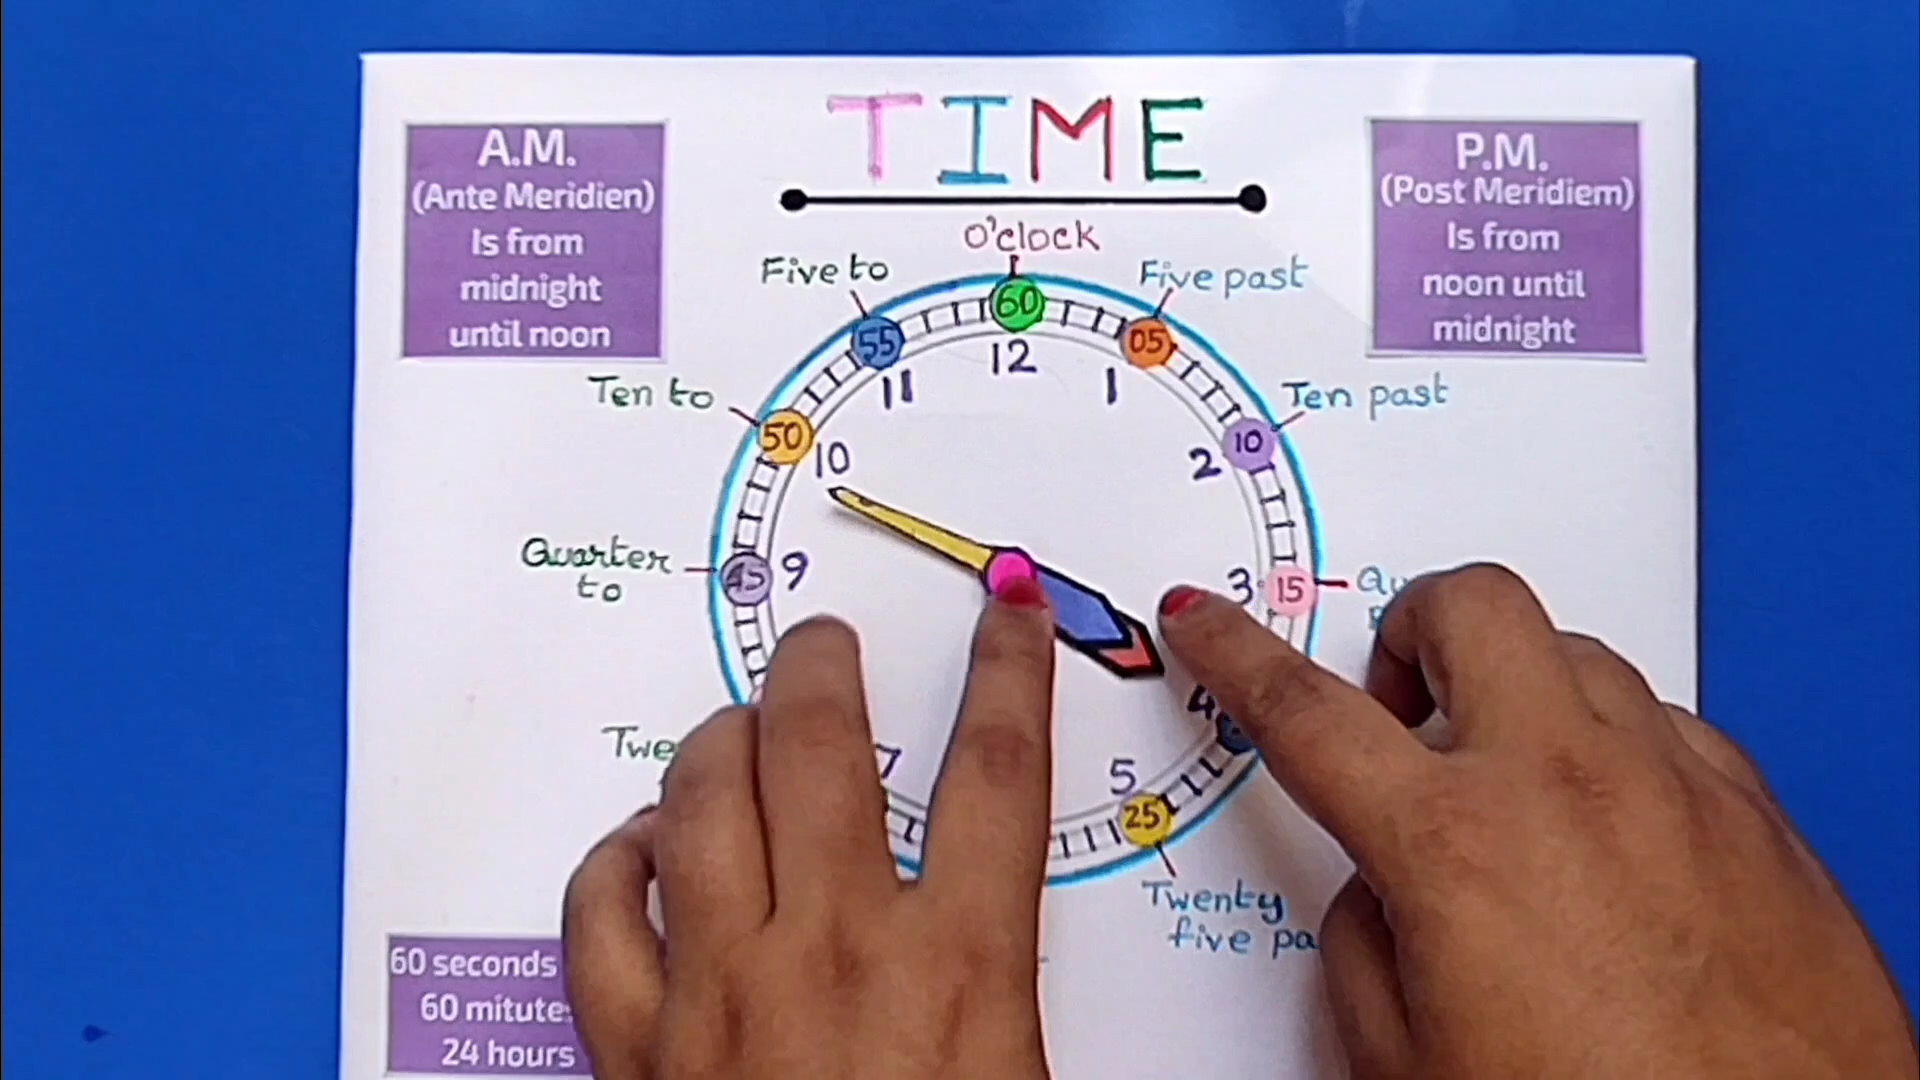 TIME
A.M.
(Ante Meridien)
Is from
midnight
until noon
P.M.
(Post Meridiem)
Is from
noon until
midnight
O'clock
Five to
Five past
60
55
05
12
11
1
Ten to
Ten past
50
10
10
2
Quarter
to
45
9
3
15
4
7
5
25
Twenty
five pa
60 seconds
24 hours